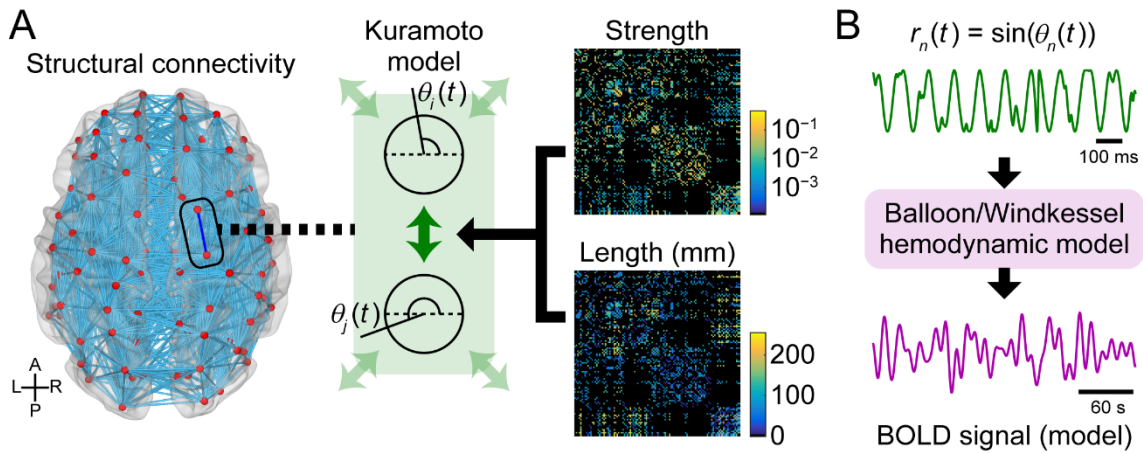 A
Structural connectivity
A
L R
P
Kuramoto
model
θi(t)
θj(t)
Strength
10⁻¹
10⁻²
10⁻³
Length (mm)
200
100
0
B
rn(t) = sin(θn(t))
100 ms
Balloon/Windkessel
hemodynamic model
60 s
BOLD signal (model)